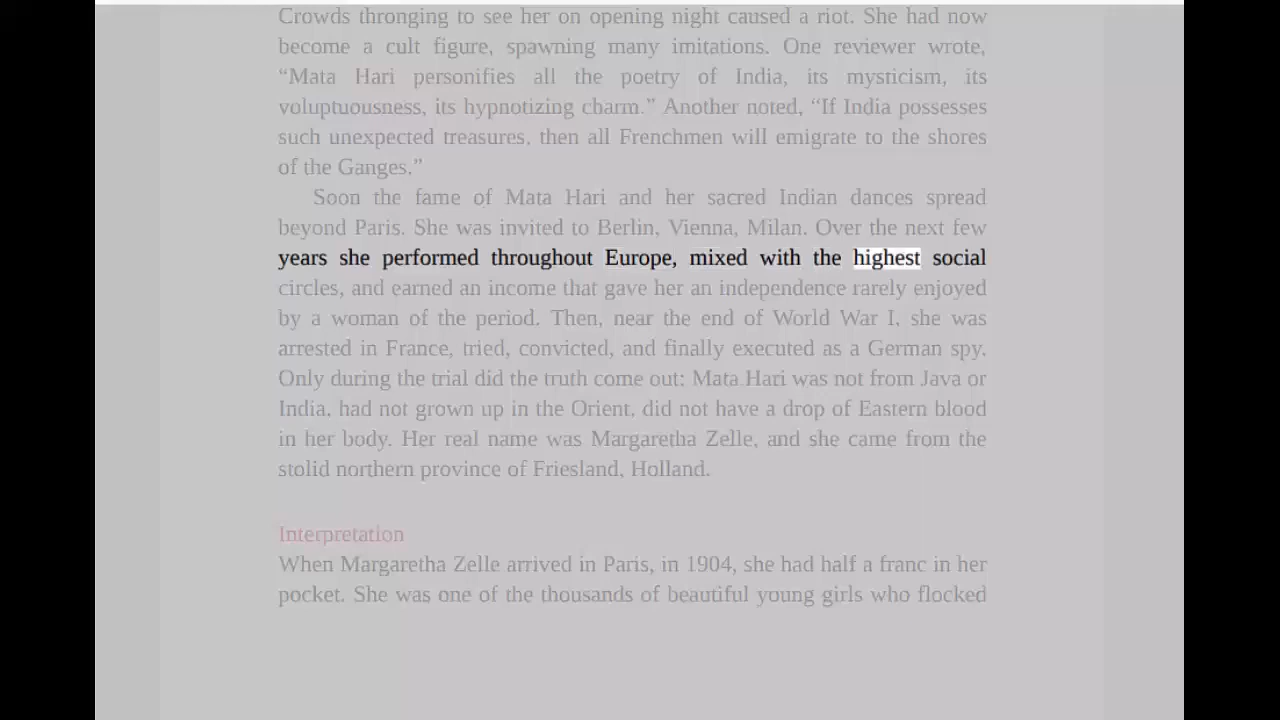 Crowds thronging to see her on opening night caused a riot. She had now
become a cult figure, spawning many imitations. One reviewer wrote,
“Mata Hari personifies all the poetry of India, its mysticism, its
voluptuousness, its hypnotizing charm.” Another noted, “If India possesses
such unexpected treasures, then all Frenchmen will emigrate to the shores
of the Ganges.”
Soon the fame of Mata Hari and her sacred Indian dances spread
beyond Paris. She was invited to Berlin, Vienna, Milan. Over the next few
years she performed throughout Europe, mixed with the highest social
circles, and earned an income that gave her an independence rarely enjoyed
by a woman of the period. Then, near the end of World War I, she was
arrested in France, tried, convicted, and finally executed as a German spy.
Only during the trial did the truth come out: Mata Hari was not from Java or
India, had not grown up in the Orient, did not have a drop of Eastern blood
in her body. Her real name was Margaretha Zelle, and she came from the
stolid northern province of Friesland, Holland.
Interpretation
When Margaretha Zelle arrived in Paris, in 1904, she had half a franc in her
pocket. She was one of the thousands of beautiful young girls who flocked